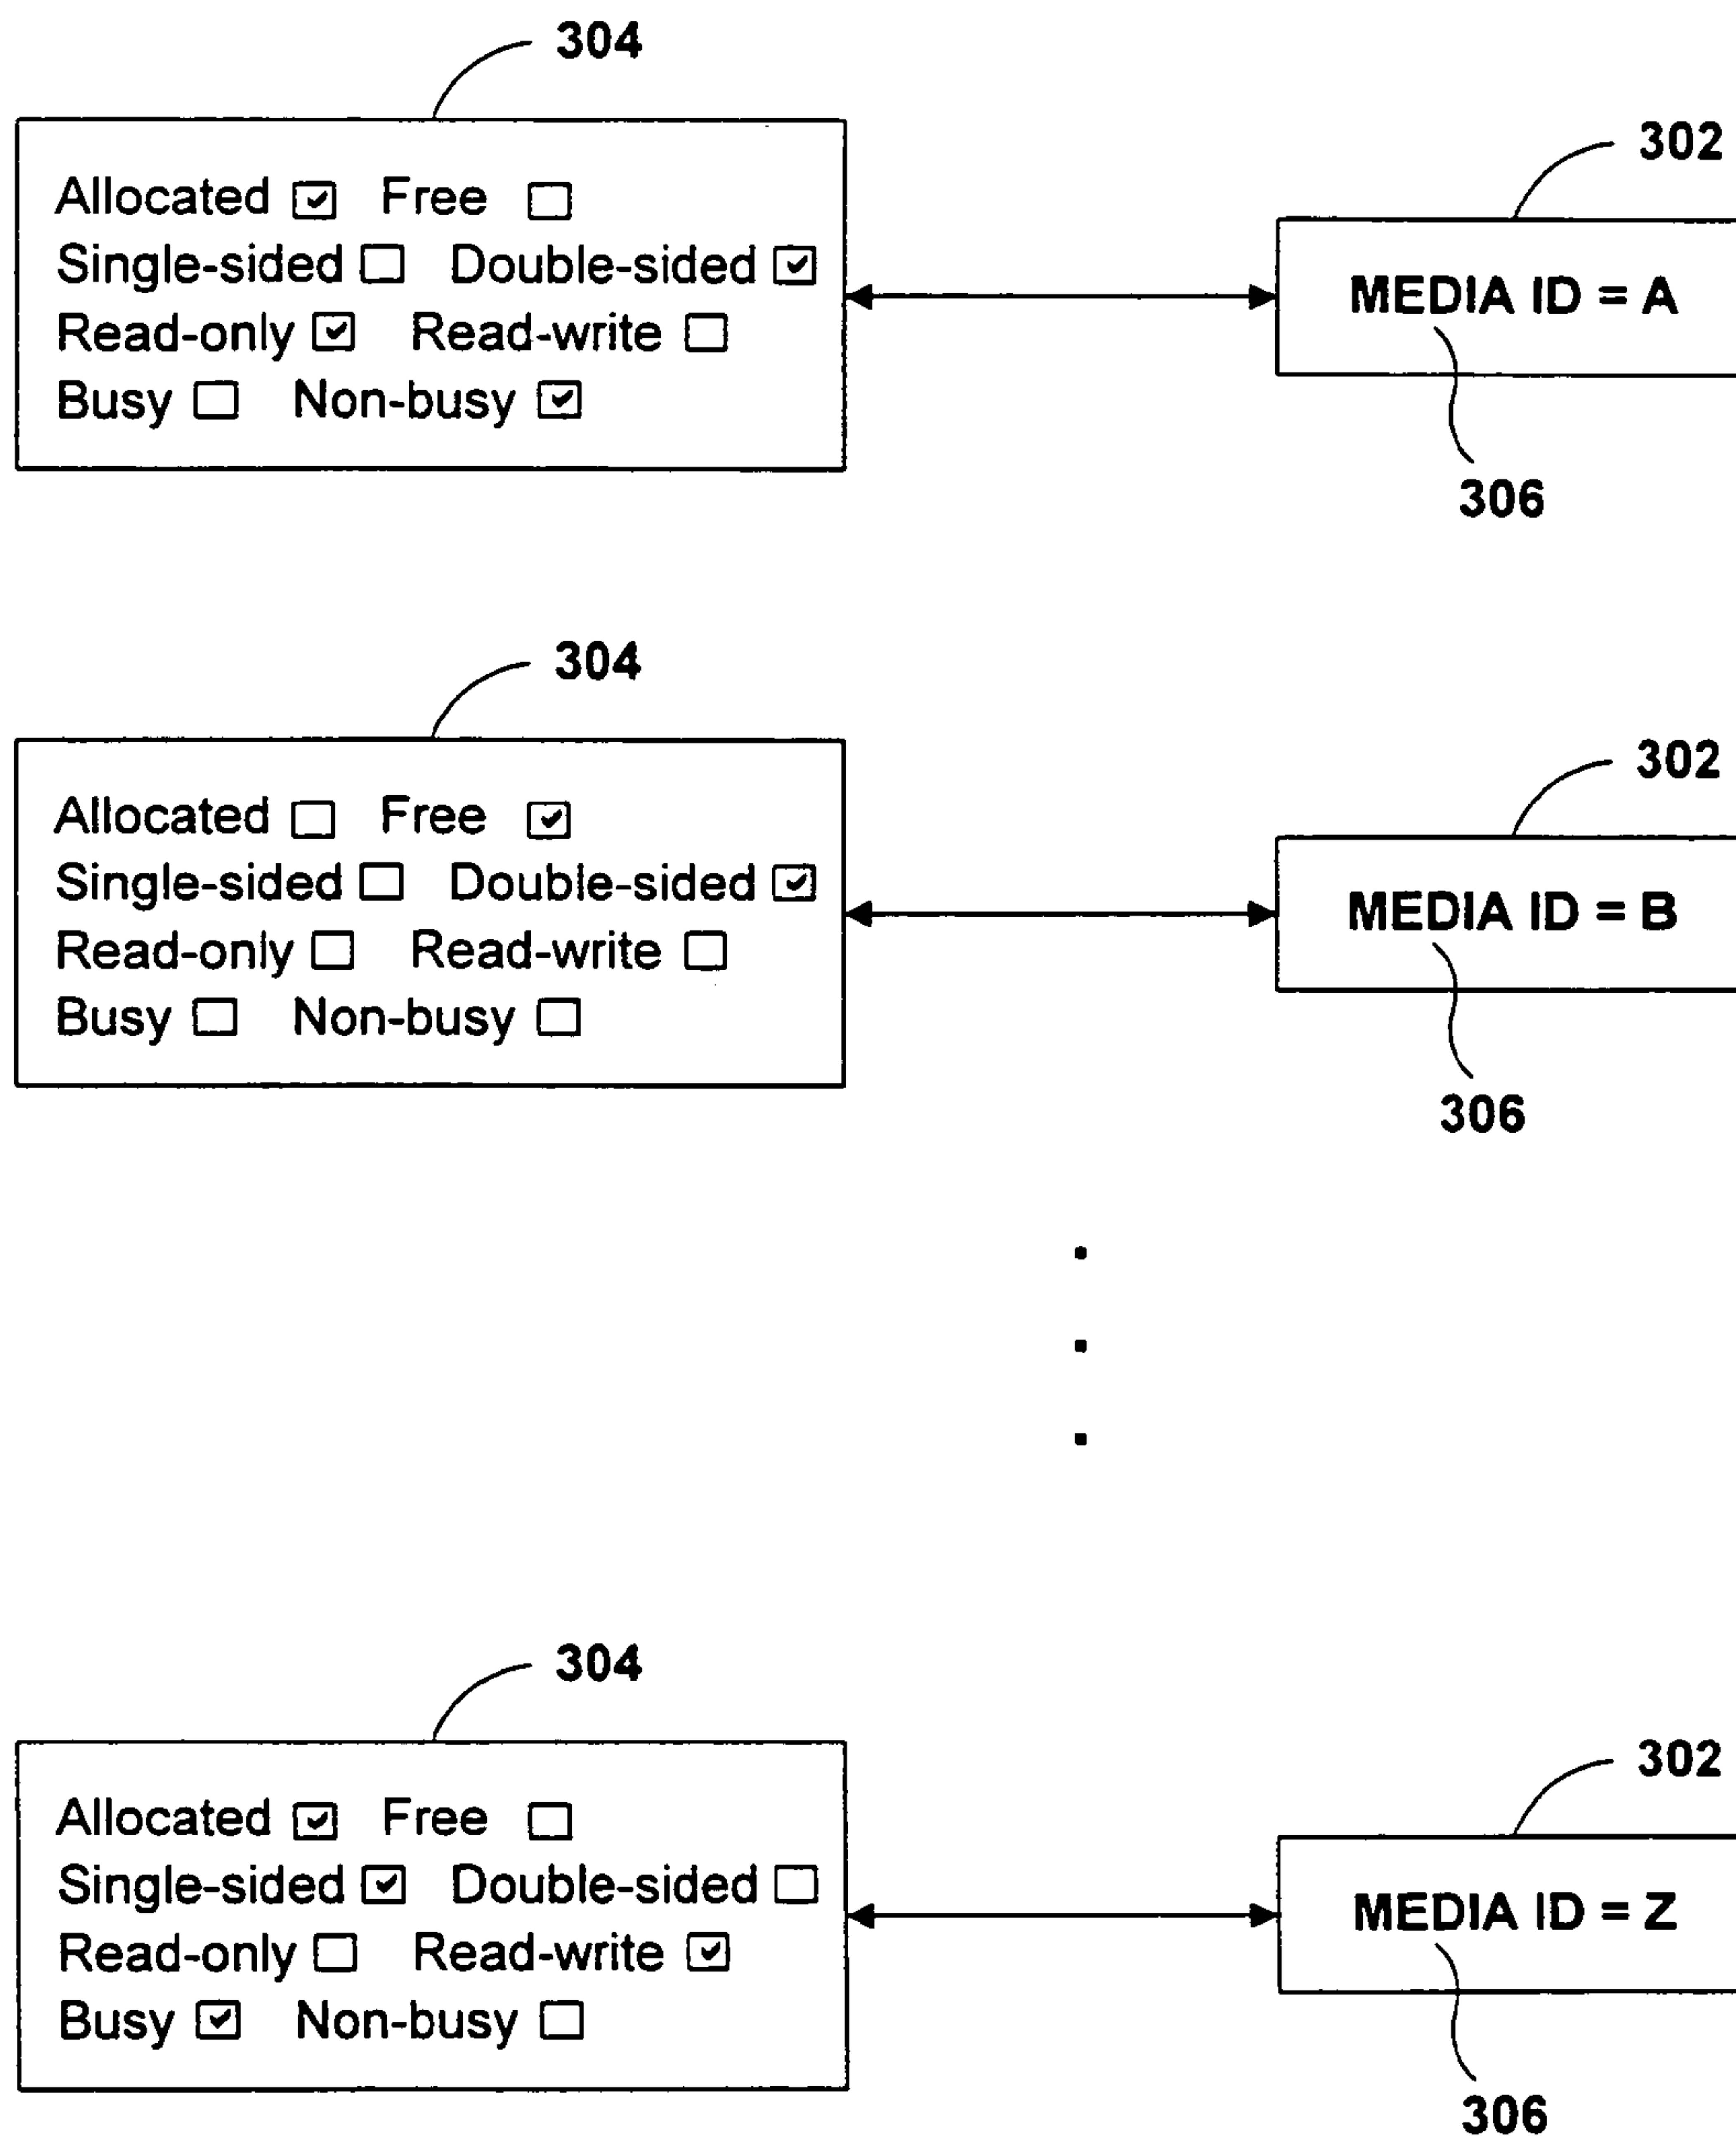 304
302
Allocated ☑ Free ☐
Single-sided ☐ Double-sided ☑
Read-only ☑ Read-write ☐
Busy ☐ Non-busy ☑
MEDIA ID = A
306
304
302
Allocated ☐ Free ☑
Single-sided ☐ Double-sided ☑
Read-only ☐ Read-write ☐
Busy ☐ Non-busy ☐
MEDIA ID = B
306
304
302
Allocated ☑ Free ☐
Single-sided ☑ Double-sided ☐
Read-only ☐ Read-write ☑
Busy ☑ Non-busy ☐
MEDIA ID = Z
306